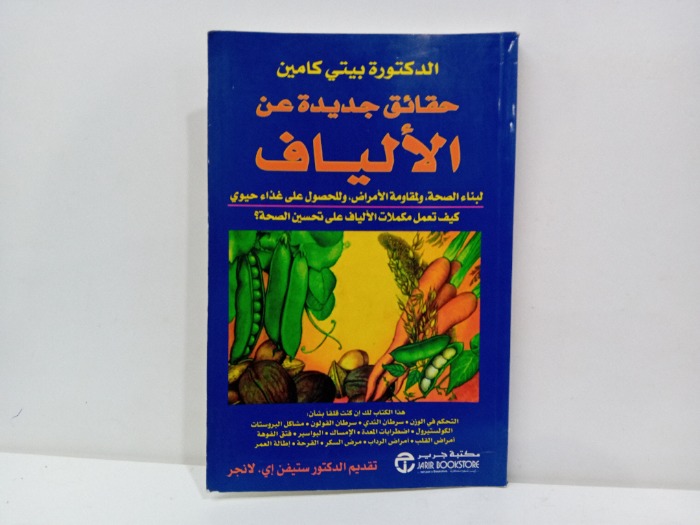 الدكتورة بيتي كامين
حقائق جديدة عن
الألياف
لبناء الصحة، ولمقاومة الأمراض، وللحصول على غذاء حيوي
كيف تعمل مكملات الألياف على تحسين الصحة؟
هذا الكتاب لك إن كنت قلقا بشأن:
التحكم في الوزن • سرطان الثدي • سرطان القولون • مشاكل البروستات
الكولستيرول • اضطرابات المعدة • الإمساك • البواسير • فتق الفوهة
أمراض القلب • أمراض الرداب • مرض السكر • القرحة • إطالة العمر
تقديم الدكتور ستيفن إي. لانجر
مكتبة جرير
JARIR BOOKSTORE